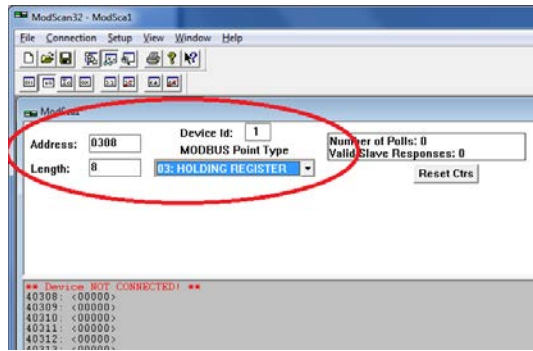 ModScan32 - ModSca1
File Connection Setup View Window Help
ModSca1
Address: 0308
Device Id: 1
MODBUS Point Type
Length: 8
03: HOLDING REGISTER
Number of Polls: 0
Valid Slave Responses: 0
Reset Ctrs
** Device NOT CONNECTED! **
40308: <00000>
40309: <00000>
40310: <00000>
40311: <00000>
40312: <00000>
40313: <00000>